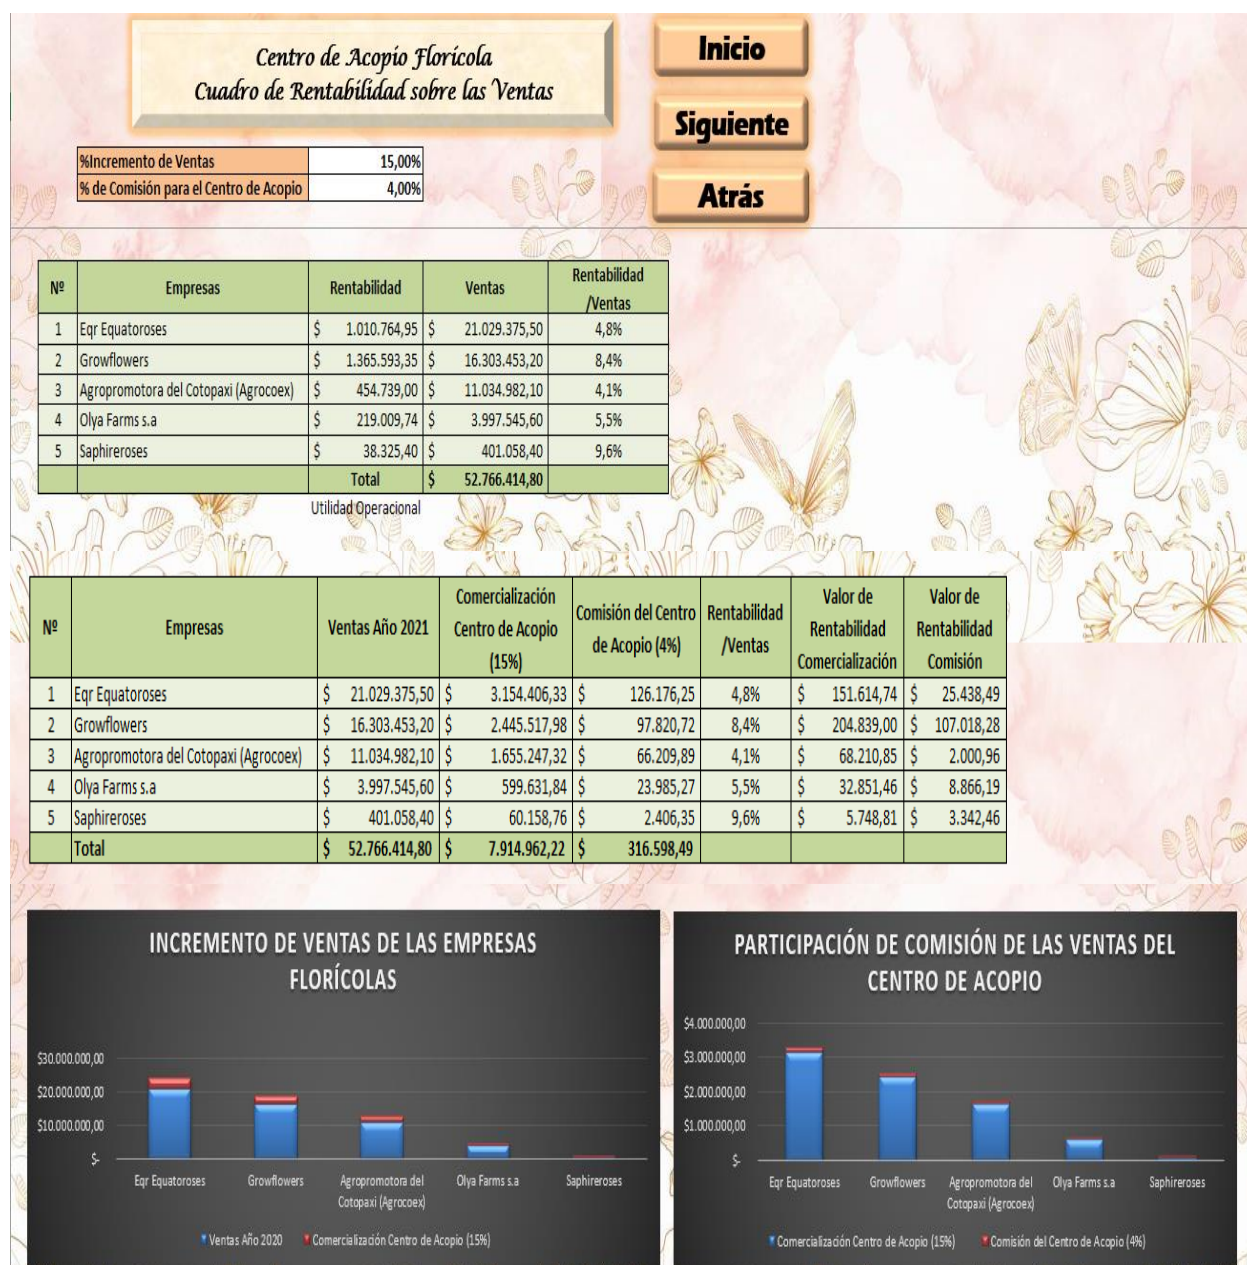 Centro de Acopio Florícola
Cuadro de Rentabilidad sobre las Ventas
Inicio
Siguiente
Atrás
%Incremento de Ventas 15,00%
% de Comisión para el Centro de Acopio 4,00%
Nº Empresas Rentabilidad Ventas Rentabilidad /Ventas
1 Eqr Equatoroses $ 1.010.764,95 $ 21.029.375,50 4,8%
2 Growflowers $ 1.365.593,35 $ 16.303.453,20 8,4%
3 Agropromotora del Cotopaxi (Agrocoex) $ 454.739,00 $ 11.034.982,10 4,1%
4 Olya Farms s.a $ 219.009,74 $ 3.997.545,60 5,5%
5 Saphireroses $ 38.325,40 $ 401.058,40 9,6%
Total $ 52.766.414,80
Utilidad Operacional
Nº Empresas Ventas Año 2021 Comercialización Centro de Acopio (15%) Comisión del Centro de Acopio (4%) Rentabilidad /Ventas Valor de Rentabilidad Comercialización Valor de Rentabilidad Comisión
1 Eqr Equatoroses $ 21.029.375,50 $ 3.154.406,33 $ 126.176,25 4,8% $ 151.614,74 $ 25.438,49
2 Growflowers $ 16.303.453,20 $ 2.445.517,98 $ 97.820,72 8,4% $ 204.839,00 $ 107.018,28
3 Agropromotora del Cotopaxi (Agrocoex) $ 11.034.982,10 $ 1.655.247,32 $ 66.209,89 4,1% $ 68.210,85 $ 2.000,96
4 Olya Farms s.a $ 3.997.545,60 $ 599.631,84 $ 23.985,27 5,5% $ 32.851,46 $ 8.866,19
5 Saphireroses $ 401.058,40 $ 60.158,76 $ 2.406,35 9,6% $ 5.748,81 $ 3.342,46
Total $ 52.766.414,80 $ 7.914.962,22 $ 316.598,49
INCREMENTO DE VENTAS DE LAS EMPRESAS
FLORÍCOLAS
$30.000.000,00
$20.000.000,00
$10.000.000,00
$-
Eqr Equatoroses Growflowers Agropromotora del Olya Farms s.a Saphireroses
Cotopaxi (Agrocoex)
Ventas Año 2020 Comercialización Centro de Acopio (15%)
PARTICIPACIÓN DE COMISIÓN DE LAS VENTAS DEL
CENTRO DE ACOPIO
$4.000.000,00
$3.000.000,00
$2.000.000,00
$1.000.000,00
$-
Eqr Equatoroses Growflowers Agropromotora del Olya Farms s.a Saphireroses
Cotopaxi (Agrocoex)
Comercialización Centro de Acopio (15%) Comisión del Centro de Acopio (4%)